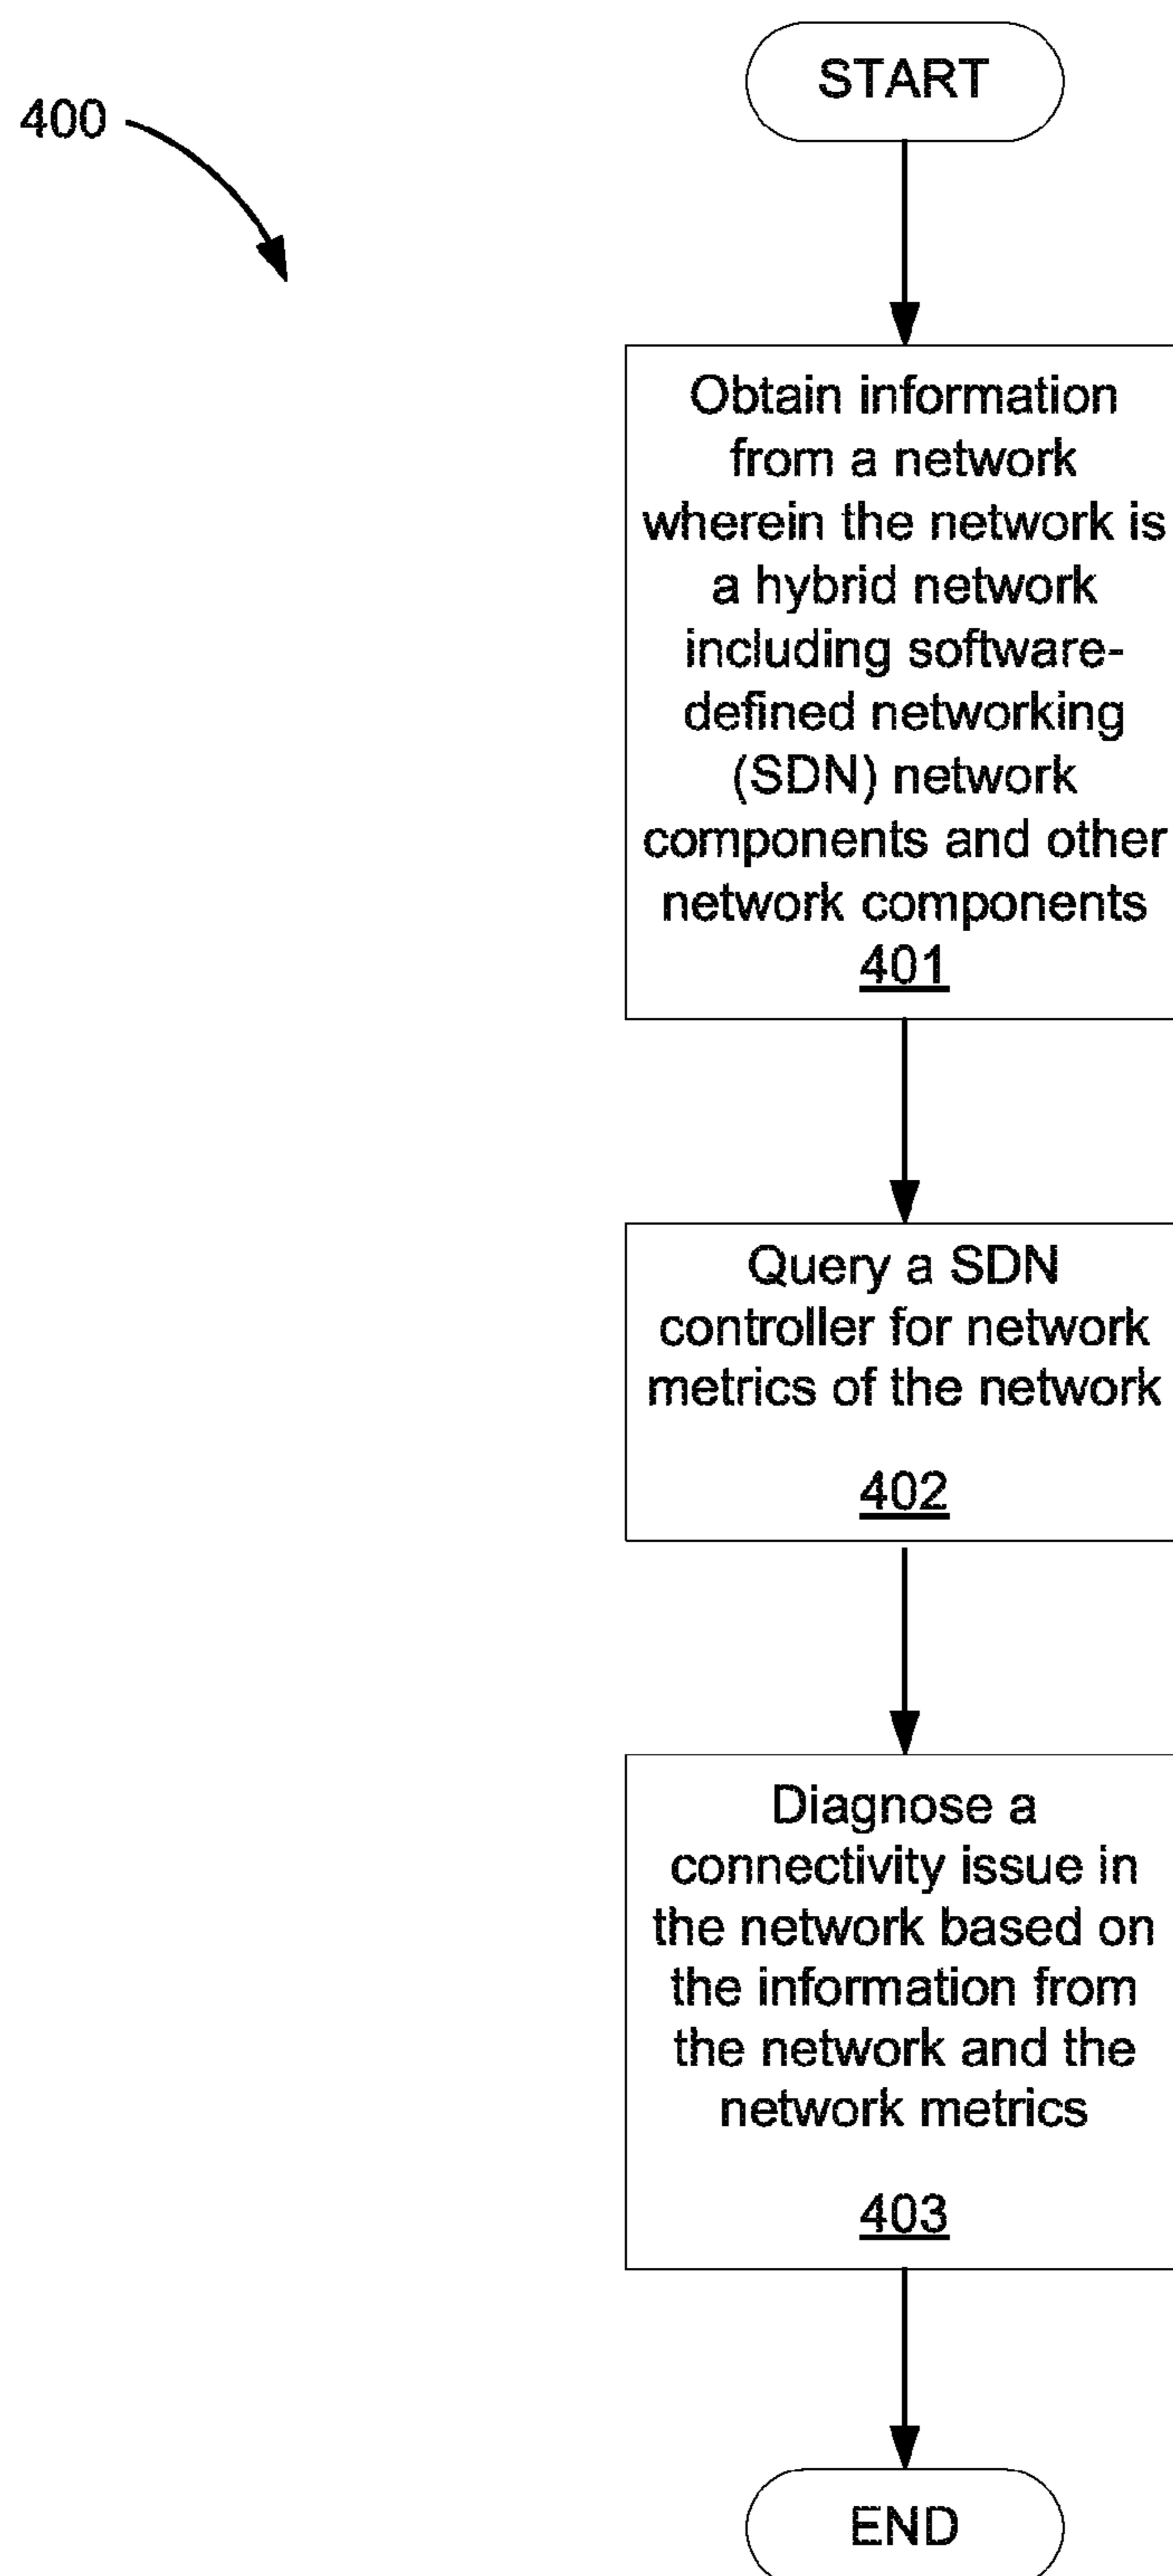 START
400
Obtain information
from a network
wherein the network is
a hybrid network
including software-
defined networking
(SDN) network
components and other
network components
401
Query a SDN
controller for network
metrics of the network
402
Diagnose a
connectivity issue in
the network based on
the information from
the network and the
network metrics
403
END